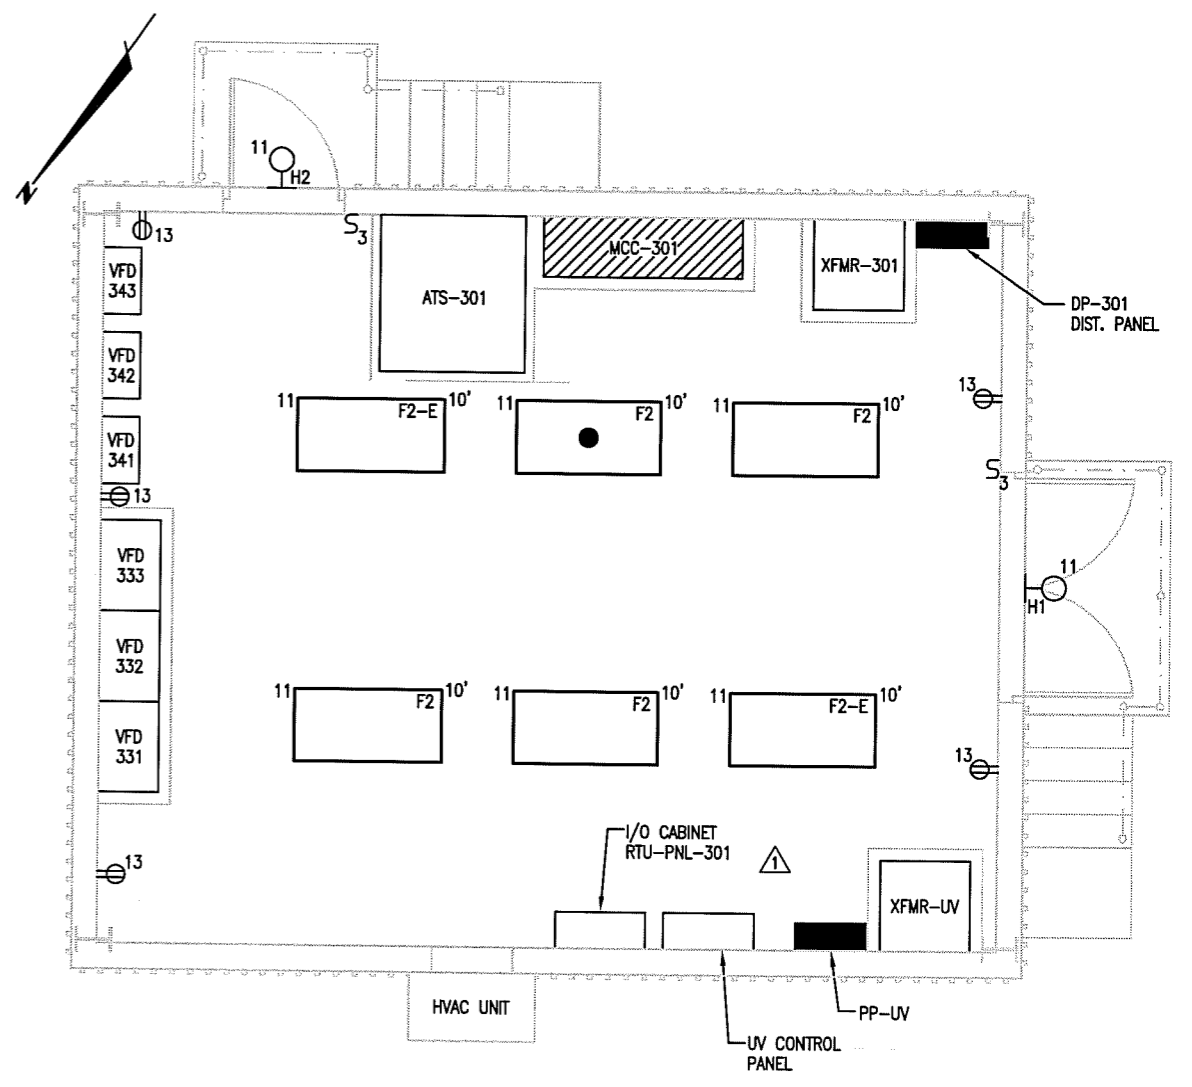 N
11
H2
13
S3
MCC-301
XFMR-301
VFD
343
ATS-301
DP-301
DIST. PANEL
VFD
342
13
11
F2-E
10'
11
F2
10'
11
F2
10'
VFD
341
13
S3
VFD
333
11
H1
VFD
332
11
F2
10'
11
F2
10'
11
F2-E
10'
VFD
331
13
I/O CABINET
RTU-PNL-301
1
13
XFMR-UV
HVAC UNIT
PP-UV
UV CONTROL
PANEL